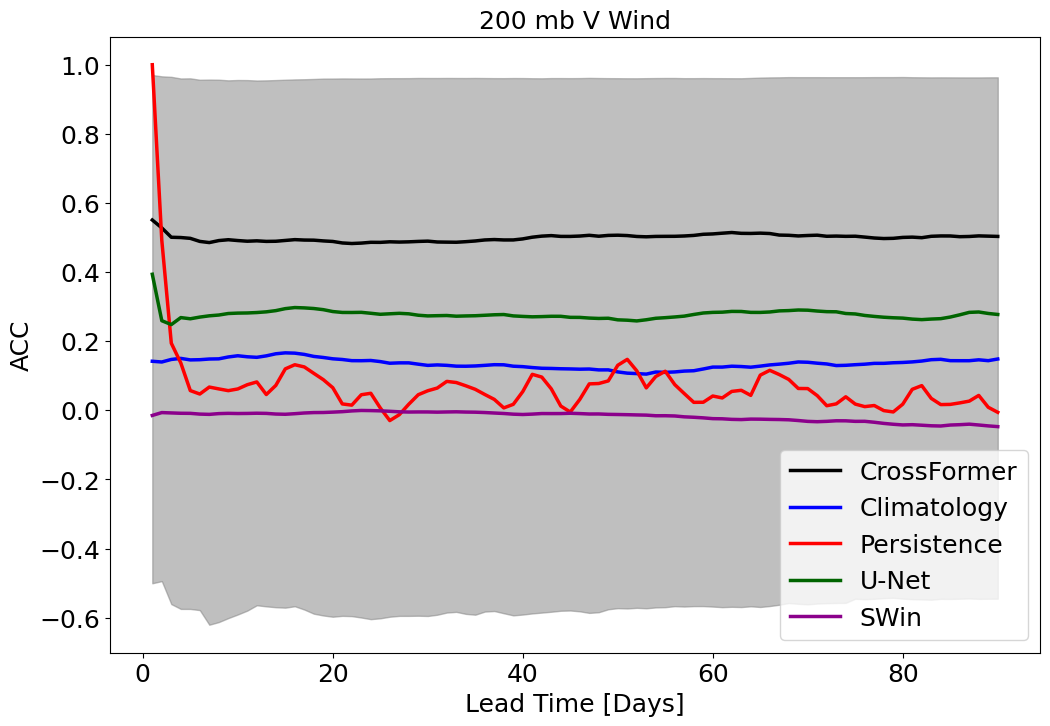 200 mb V Wind
ACC
1.0
0.8
0.6
0.4
0.2
0.0
−0.2
−0.4
−0.6
0 20 40 60 80
Lead Time [Days]
CrossFormer
Climatology
Persistence
U-Net
SWin